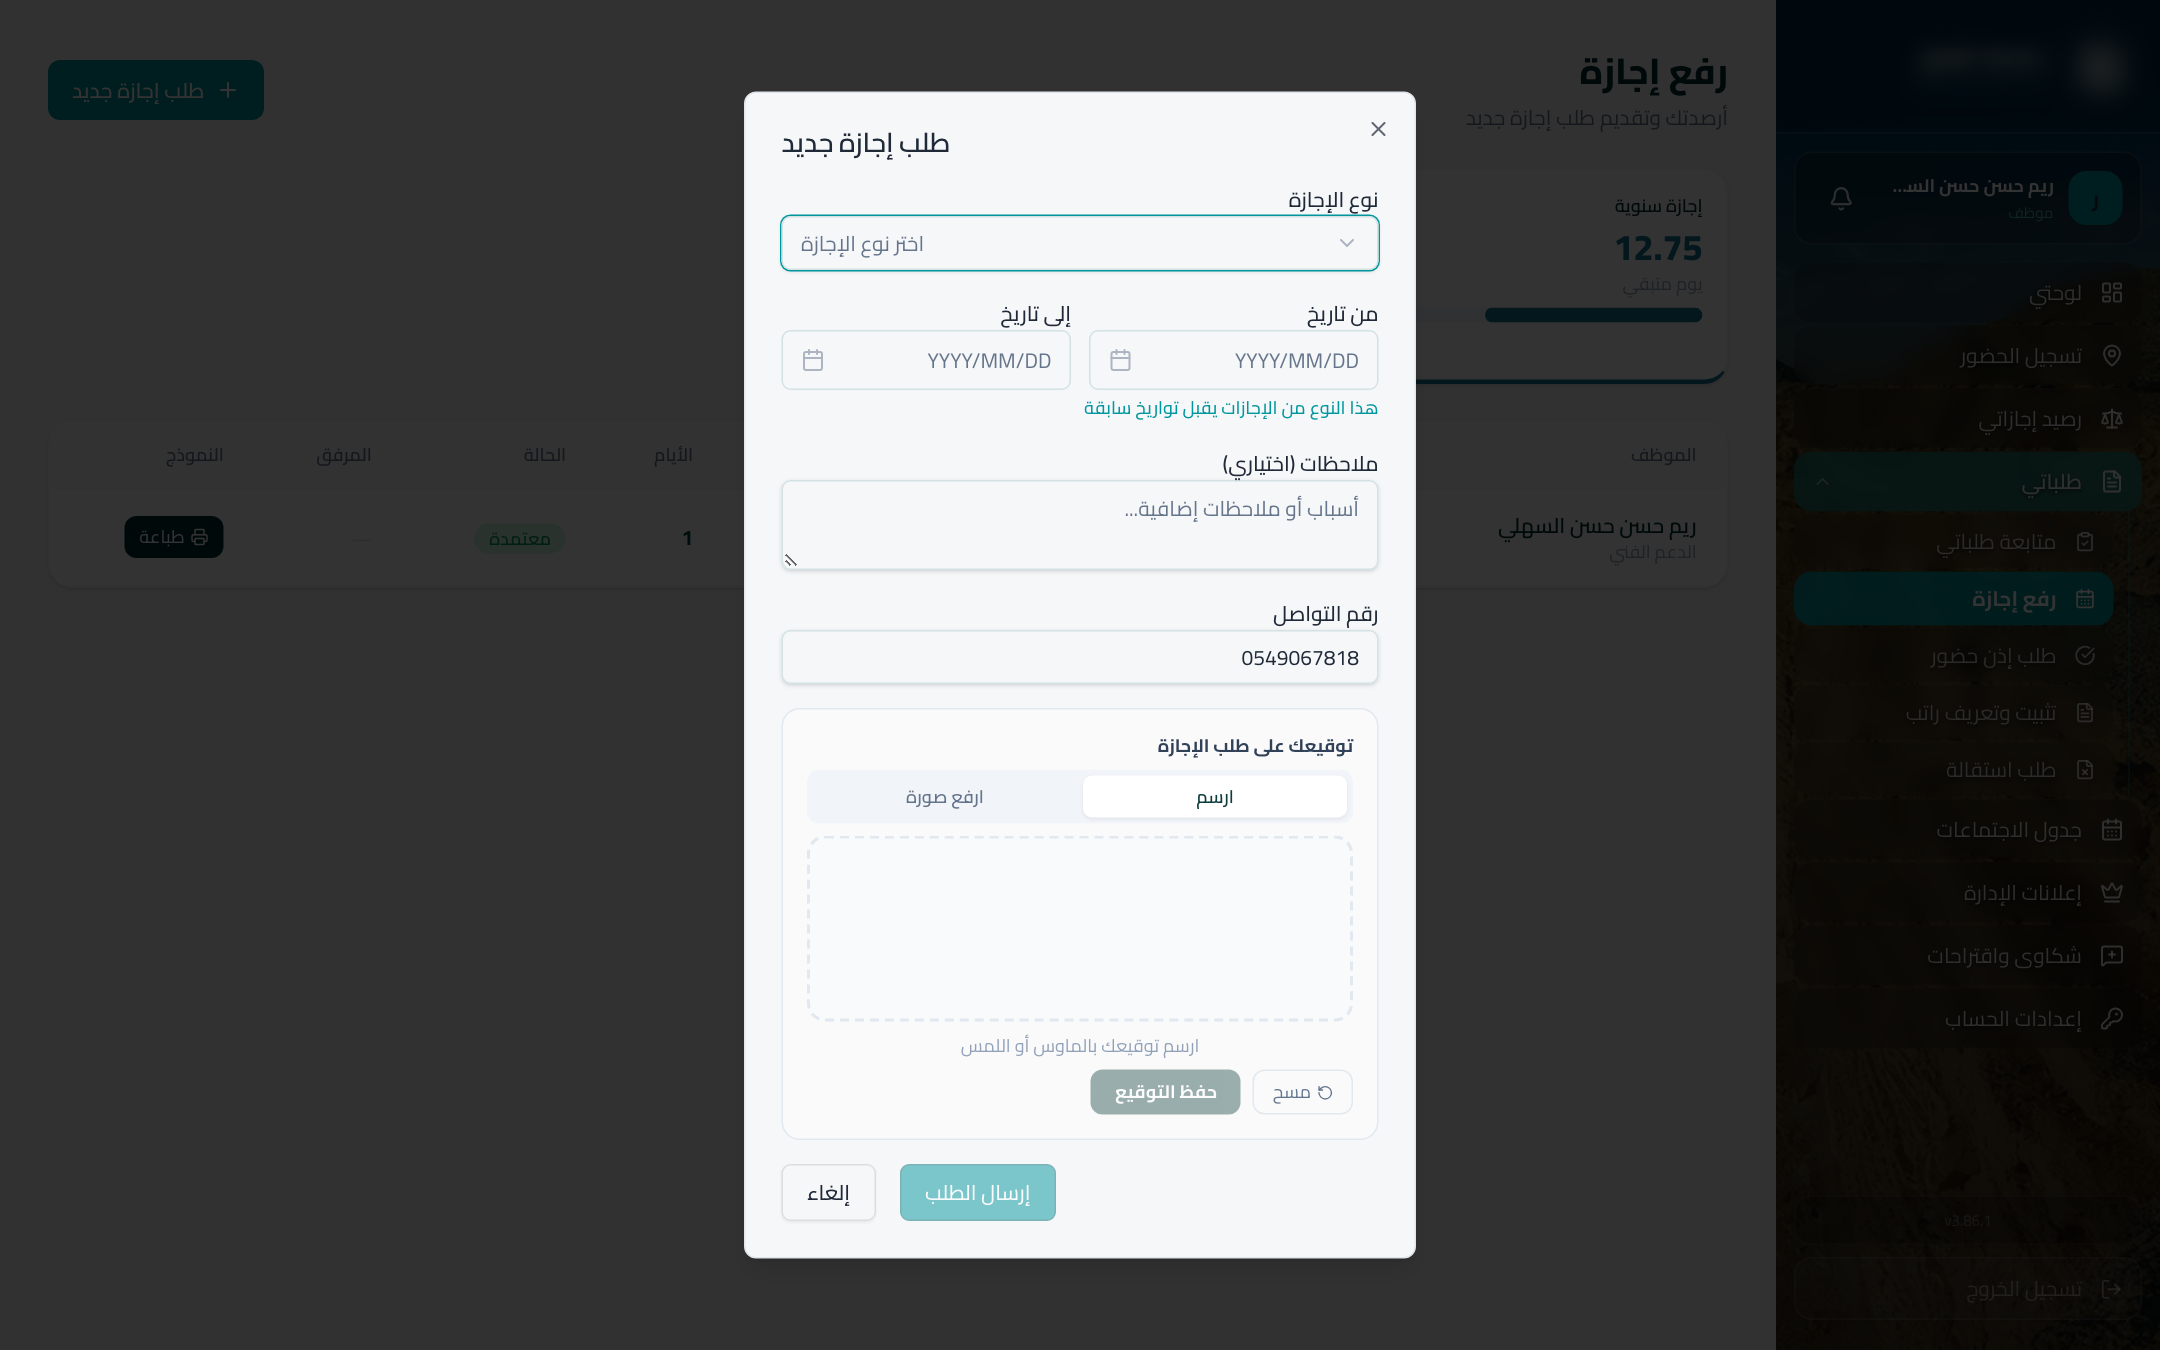 ريم حسن حسن الس...
موظف
ر
لوحتي
تسجيل الحضور
رصيد إجازاتي
طلباتي
متابعة طلباتي
رفع إجازة
طلب إذن حضور
تثبيت وتعريف راتب
طلب استقالة
جدول الاجتماعات
إعلانات الإدارة
شكاوى واقتراحات
إعدادات الحساب
v3.86.1
تسجيل الخروج
رفع إجازة
أرصدتك وتقديم طلب إجازة جديد
طلب إجازة جديد
إجازة سنوية
12.75
يوم متبقي
الموظف
الأيام
الحالة
المرفق
النموذج
ريم حسن حسن السهلي
الدعم الفني
1
معتمدة
—
طباعة
طلب إجازة جديد
نوع الإجازة
اختر نوع الإجازة
من تاريخ
إلى تاريخ
YYYY/MM/DD
YYYY/MM/DD
هذا النوع من الإجازات يقبل تواريخ سابقة
ملاحظات (اختياري)
أسباب أو ملاحظات إضافية...
رقم التواصل
0549067818
توقيعك على طلب الإجازة
ارسم
ارفع صورة
ارسم توقيعك بالماوس أو اللمس
مسح
حفظ التوقيع
إرسال الطلب
إلغاء